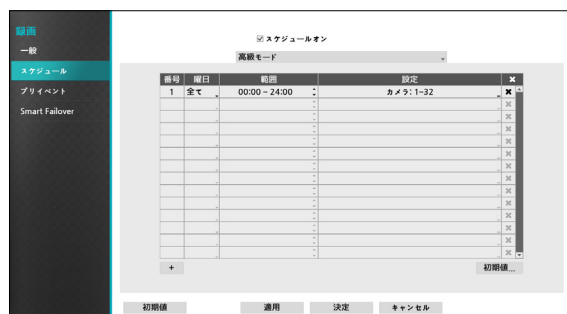 録画
一般
スケジュール
プリイベント
Smart Failover
スケジュールオン
高級モード
番号 曜日 範囲 設定
1 全て 00:00 – 24:00 カメラ: 1-32
+
初期値...
初期値 適用 決定 キャンセル